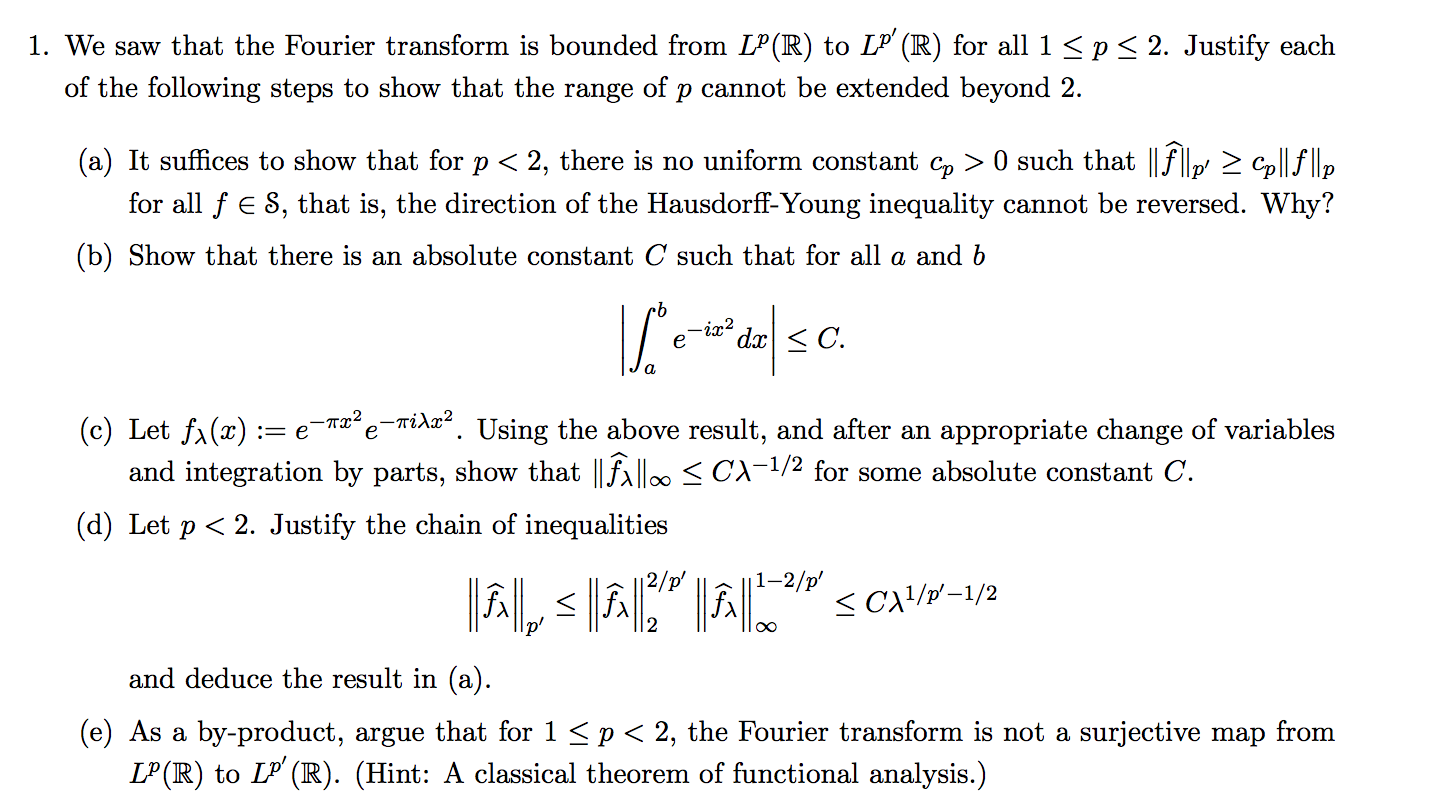 1. We saw that the Fourier transform is bounded from $L^p(\mathbb{R})$ to $L^{p'}(\mathbb{R})$ for all $1 \leq p \leq 2$. Justify each
of the following steps to show that the range of $p$ cannot be extended beyond 2.
(a) It suffices to show that for $p < 2$, there is no uniform constant $c_p > 0$ such that $\|\widehat{f}\|_{p'} \geq c_p\|f\|_p$
for all $f \in \mathcal{S}$, that is, the direction of the Hausdorff-Young inequality cannot be reversed. Why?
(b) Show that there is an absolute constant $C$ such that for all $a$ and $b$
$\left|\int_a^b e^{-ix^2} dx\right| \leq C.$
(c) Let $f_\lambda(x) := e^{-\pi x^2} e^{-\pi i \lambda x^2}$. Using the above result, and after an appropriate change of variables
and integration by parts, show that $\|\widehat{f_\lambda}\|_\infty \leq C\lambda^{-1/2}$ for some absolute constant $C$.
(d) Let $p < 2$. Justify the chain of inequalities
$\left\|\widehat{f_\lambda}\right\|_{p'} \leq \left\|\widehat{f_\lambda}\right\|_2^{2/p'} \left\|\widehat{f_\lambda}\right\|_\infty^{1-2/p'} \leq C\lambda^{1/p'-1/2}$
and deduce the result in (a).
(e) As a by-product, argue that for $1 \leq p < 2$, the Fourier transform is not a surjective map from
$L^p(\mathbb{R})$ to $L^{p'}(\mathbb{R})$. (Hint: A classical theorem of functional analysis.)